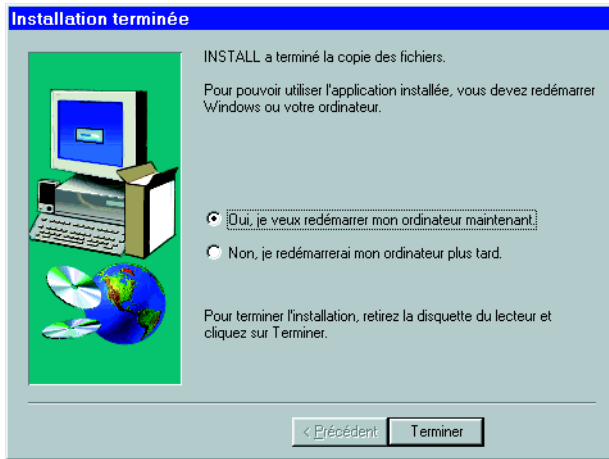 Installation terminée
INSTALL a terminé la copie des fichiers.
Pour pouvoir utiliser l'application installée, vous devez redémarrer
Windows ou votre ordinateur.
Oui, je veux redémarrer mon ordinateur maintenant.
Non, je redémarrerai mon ordinateur plus tard.
Pour terminer l'installation, retirez la disquette du lecteur et
cliquez sur Terminer.
< Précédent
Terminer